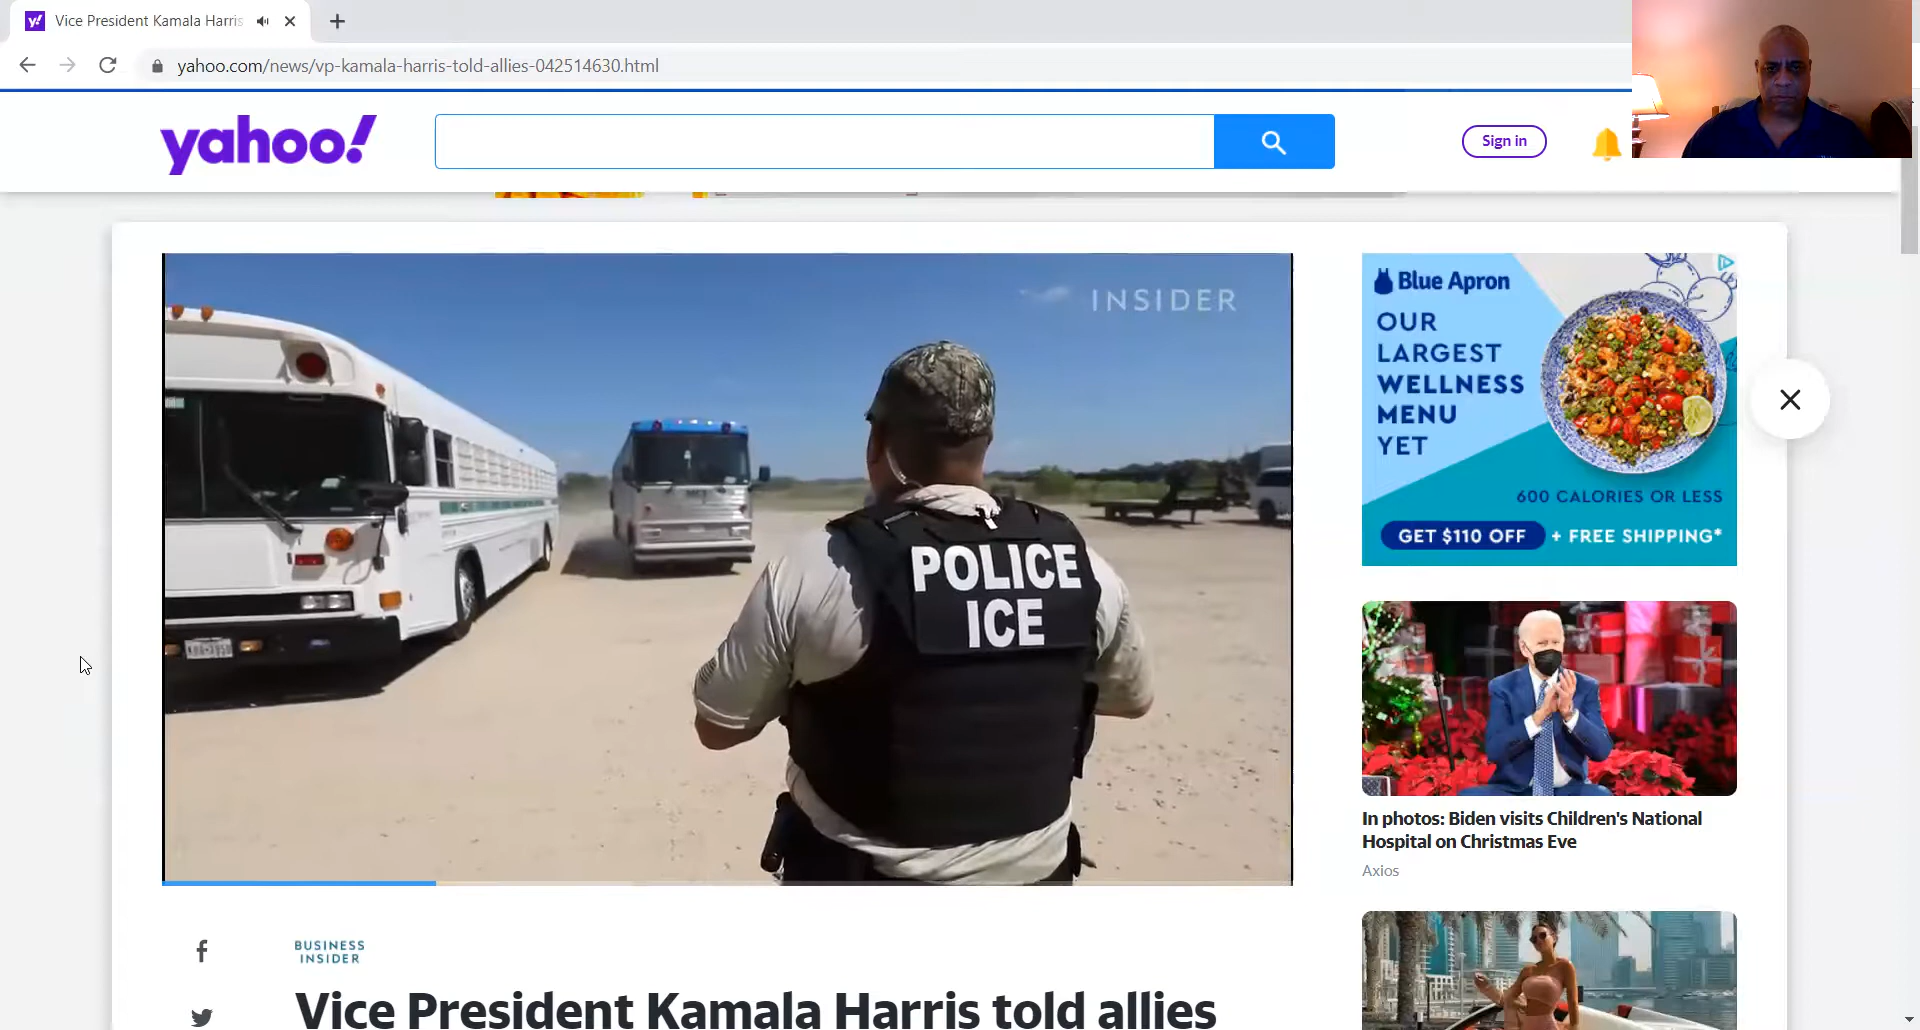 y!
Vice President Kamala Harris
yahoo.com/news/vp-kamala-harris-told-allies-042514630.html
yahoo!
Sign in
INSIDER
POLICE
ICE
Blue Apron
OUR
LARGEST
WELLNESS
MENU
YET
600 CALORIES OR LESS
GET $110 OFF + FREE SHIPPING*
In photos: Biden visits Children's National
Hospital on Christmas Eve
Axios
BUSINESS
INSIDER
Vice President Kamala Harris told allies